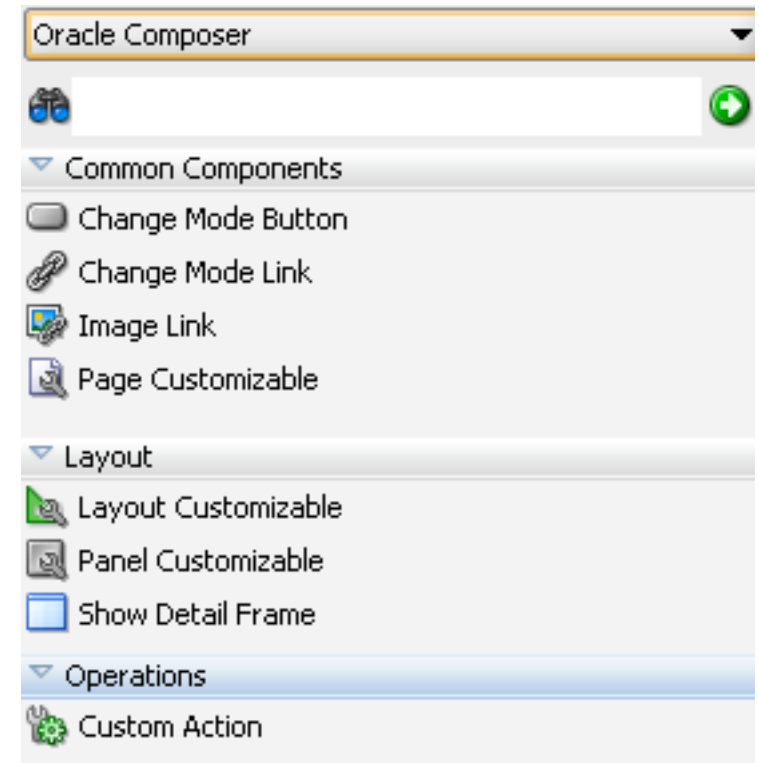 Oracle Composer
Common Components
Change Mode Button
Change Mode Link
Image Link
Page Customizable
Layout
Layout Customizable
Panel Customizable
Show Detail Frame
Operations
Custom Action